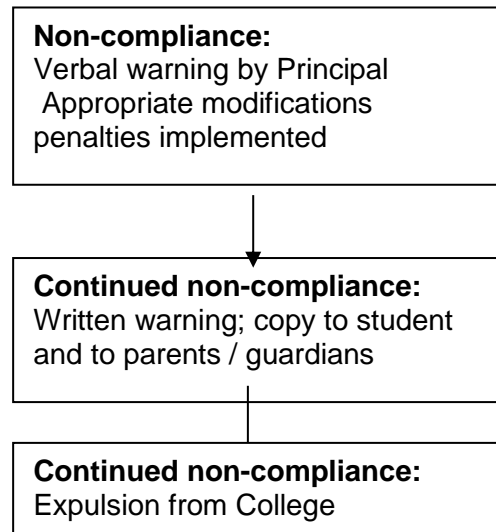 Non-compliance:
Verbal warning by Principal
Appropriate modifications
penalties implemented
Continued non-compliance:
Written warning; copy to student
and to parents / guardians
Continued non-compliance:
Expulsion from College